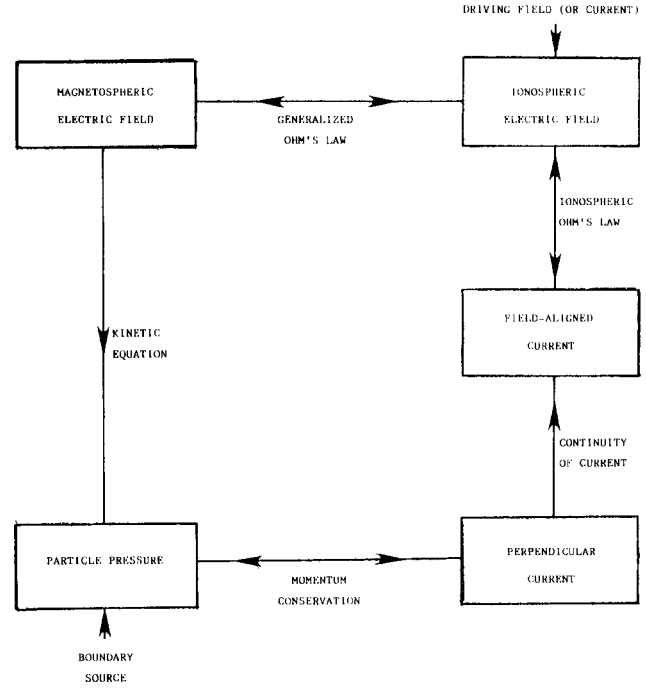 DRIVING FIELD (OR CURRENT)
MAGNETOSPHERIC
ELECTRIC FIELD
GENERALIZED
OHM'S LAW
IONOSPHERIC
ELECTRIC FIELD
IONOSPHERIC
OHM'S LAW
FIELD-ALIGNED
CURRENT
KINETIC
EQUATION
CONTINUITY
OF CURRENT
PARTICLE PRESSURE
MOMENTUM
CONSERVATION
PERPENDICULAR
CURRENT
BOUNDARY
SOURCE